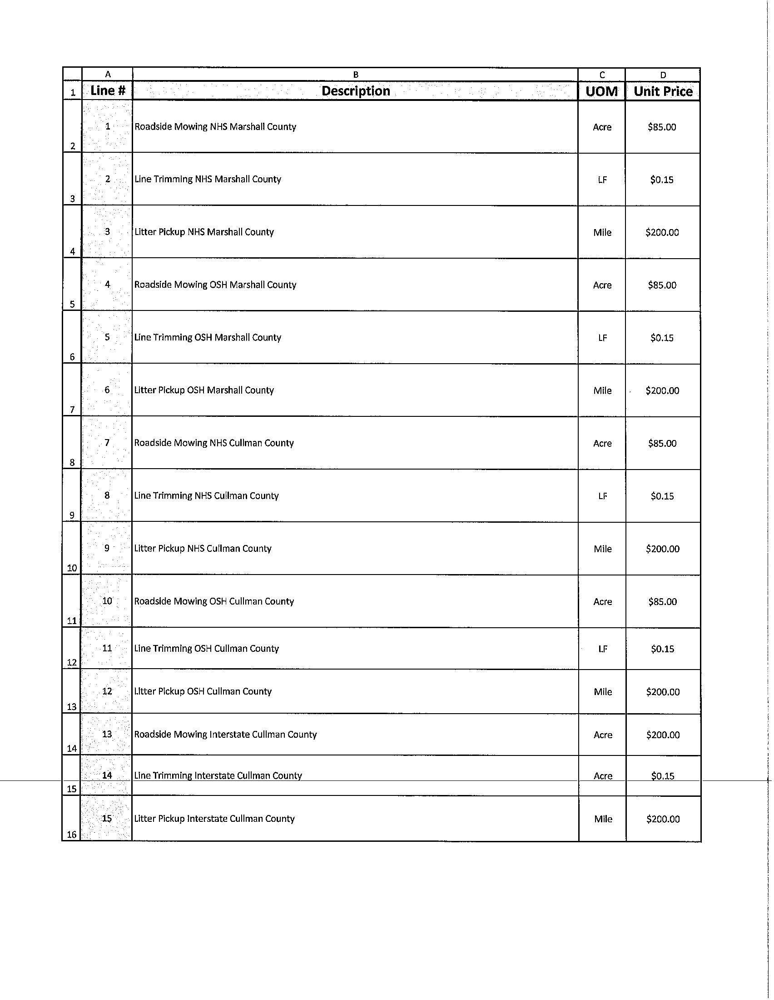 A B C D
1 Line # Description UOM Unit Price
1 Roadside Mowing NHS Marshall County Acre $85.00
2
2 Line Trimming NHS Marshall County LF $0.15
3
3 Litter Pickup NHS Marshall County Mile $200.00
4
4 Roadside Mowing OSH Marshall County Acre $85.00
5
5 Line Trimming OSH Marshall County LF $0.15
6
6 Litter Pickup OSH Marshall County Mile $200.00
7
7 Roadside Mowing NHS Cullman County Acre $85.00
8
8 Line Trimming NHS Cullman County LF $0.15
9
9 Litter Pickup NHS Cullman County Mile $200.00
10
10 Roadside Mowing OSH Cullman County Acre $85.00
11
11 Line Trimming OSH Cullman County LF $0.15
12
12 Litter Pickup OSH Cullman County Mile $200.00
13
13 Roadside Mowing Interstate Cullman County Acre $200.00
14
14 Line Trimming Interstate Cullman County Acre $0.15
15
15 Litter Pickup Interstate Cullman County Mile $200.00
16